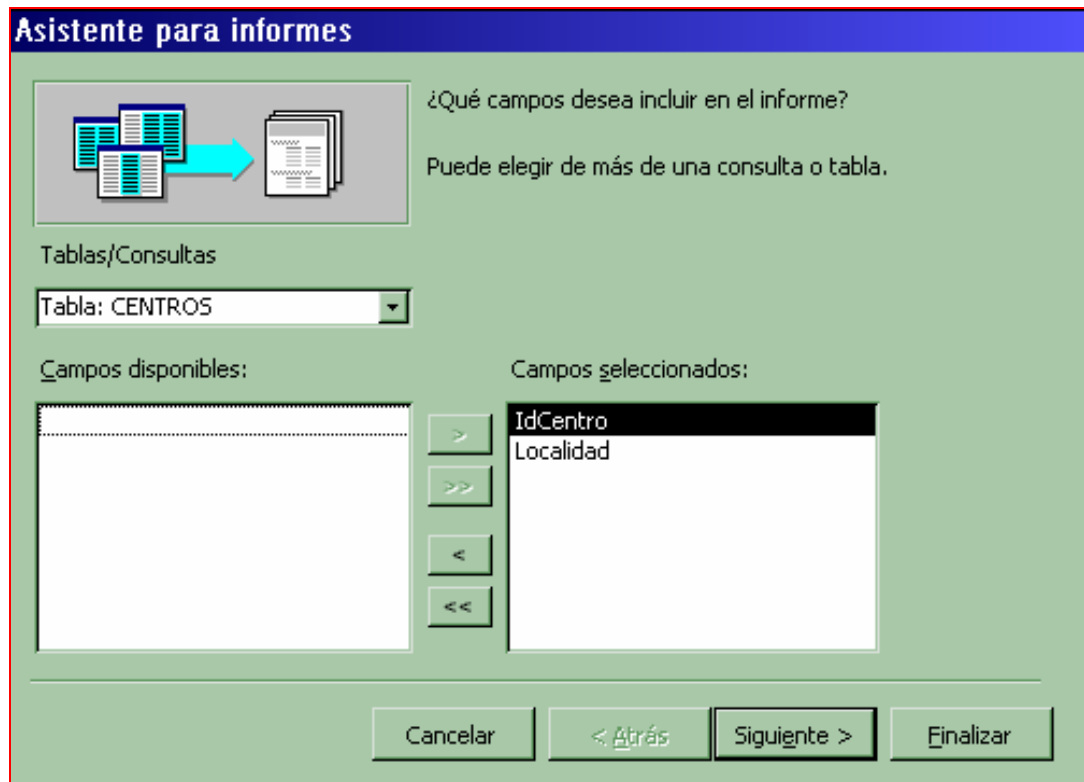 Asistente para informes
¿Qué campos desea incluir en el informe?
Puede elegir de más de una consulta o tabla.
Tablas/Consultas
Tabla: CENTROS
Campos disponibles:
Campos seleccionados:
>
>>
<
<<
IdCentro
Localidad
Cancelar
< Atrás
Siguiente >
Finalizar